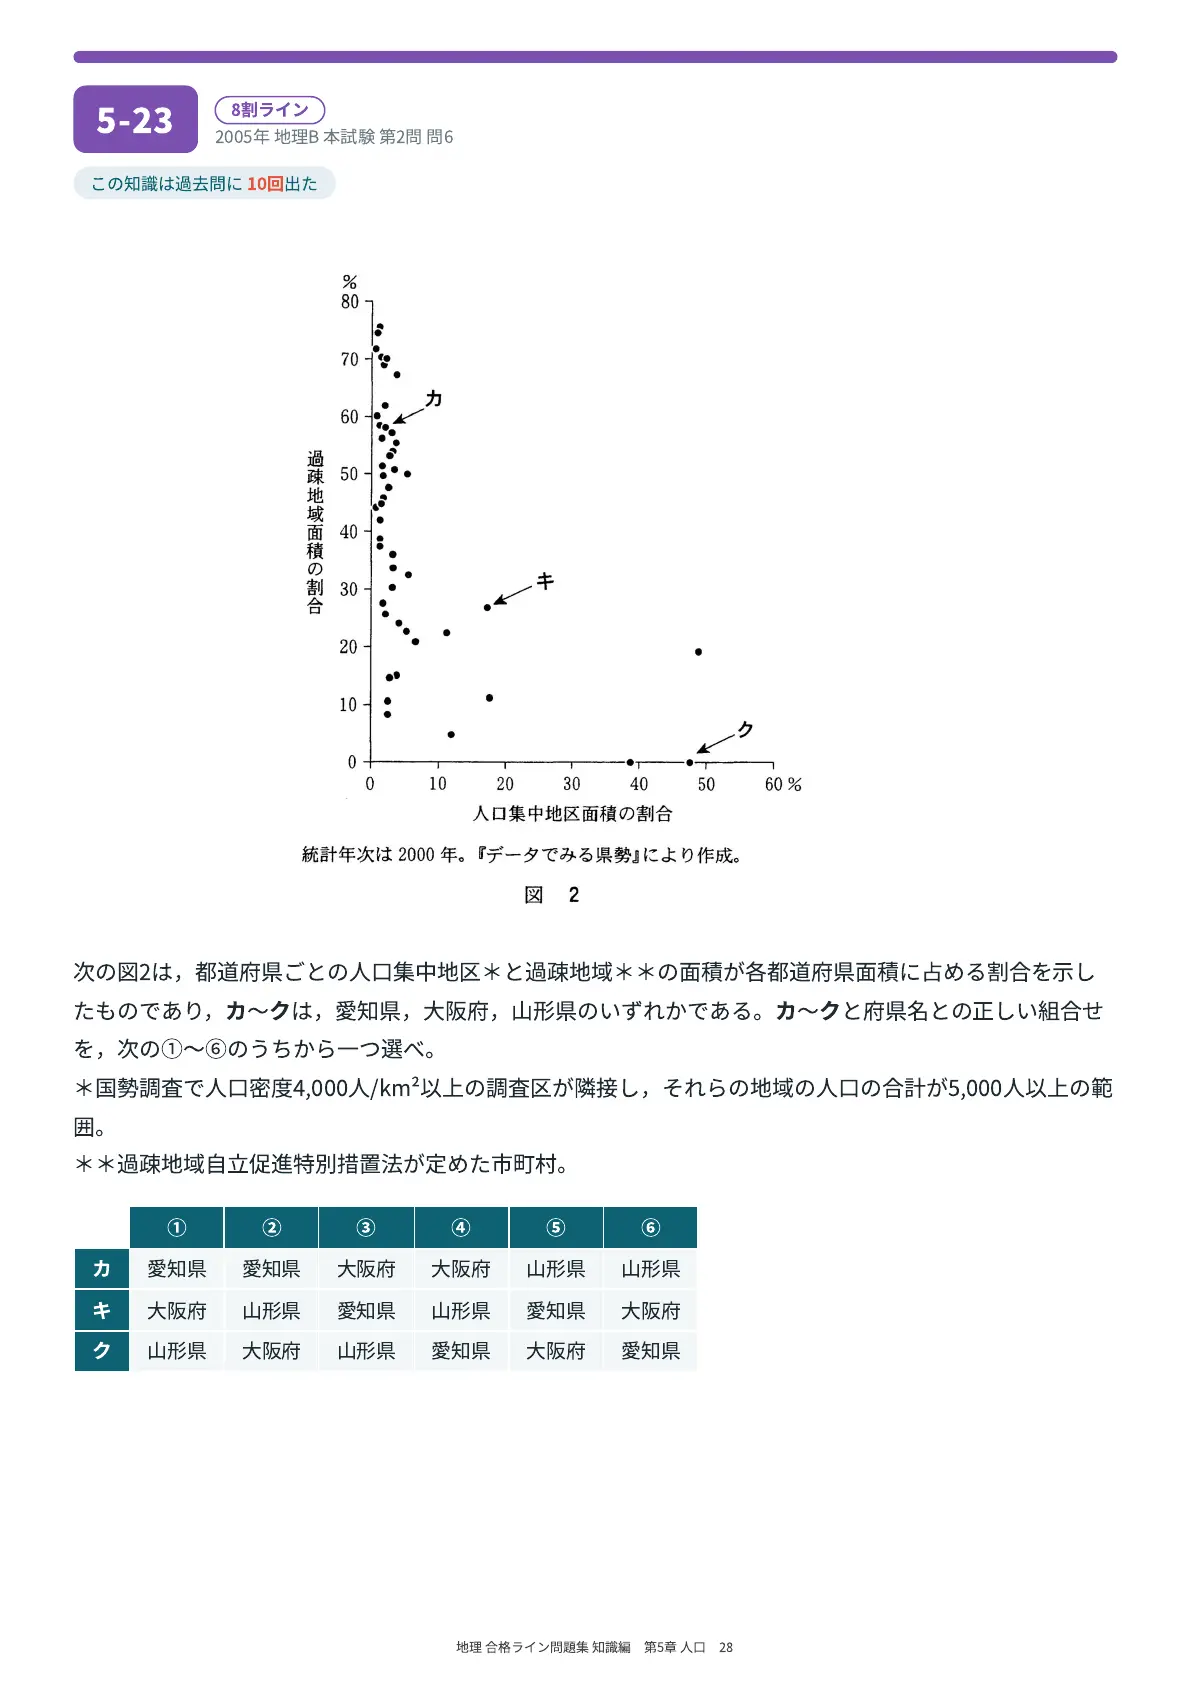 5-23
8割ライン
2005年 地理B 本試験 第2問 問6
この知識は過去問に 10回出た
%
80
70
60
50
40
30
20
10
0
過疎地域面積の割合
カ
キ
ク
0 10 20 30 40 50 60 %
人口集中地区面積の割合
統計年次は 2000 年。『データでみる県勢』により作成。
図 2
次の図2は，都道府県ごとの人口集中地区＊と過疎地域＊＊の面積が各都道府県面積に占める割合を示し
たものであり，カ～クは，愛知県，大阪府，山形県のいずれかである。カ～クと府県名との正しい組合せ
を，次の①～⑥のうちから一つ選べ。
＊国勢調査で人口密度4,000人/km²以上の調査区が隣接し，それらの地域の人口の合計が5,000人以上の範
囲。
＊＊過疎地域自立促進特別措置法が定めた市町村。
① ② ③ ④ ⑤ ⑥
カ 愛知県 愛知県 大阪府 大阪府 山形県 山形県
キ 大阪府 山形県 愛知県 山形県 愛知県 大阪府
ク 山形県 大阪府 山形県 愛知県 大阪府 愛知県
地理 合格ライン問題集 知識編 第5章 人口 28